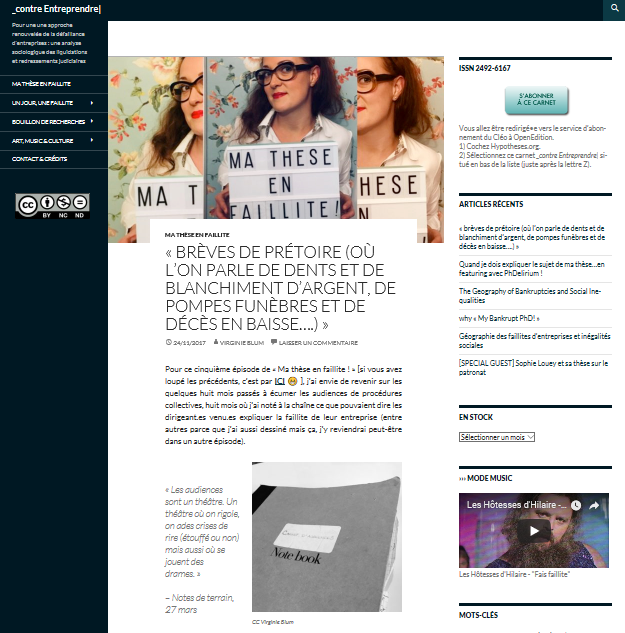 _contre Entreprendre|
Pour une une approche
renouvelée de la défaillance
d'entreprises : une analyse
sociologique des liquidations
et redressements judiciaires
MA THÈSE EN FAILLITE
UN JOUR, UNE FAILLITE
BOUILLON DE RECHERCHES
ART, MUSIC & CULTURE
CONTACT & CRÉDITS
CC BY NC ND
MA THESE
EN
FAILLITE!
MA T
E
FAILL
THESE
EN
LLITE!
MA THÈSE EN FAILLITE
« BRÈVES DE PRÉTOIRE (OÙ
L'ON PARLE DE DENTS ET DE
BLANCHIMENT D'ARGENT, DE
POMPES FUNÈBRES ET DE
DÉCÈS EN BAISSE….) »
24/11/2017 VIRGINIE BLUM LAISSER UN COMMENTAIRE
Pour ce cinquième épisode de « Ma thèse en faillite ! » [si vous avez
loupé les précédents, c'est par ICI ], j'ai envie de revenir sur les
quelques huit mois passés à écumer les audiences de procédures
collectives, huit mois où j'ai noté à la chaîne ce que pouvaient dire les
dirigeant.es venu.es expliquer la faillite de leur entreprise (entre
autres parce que j'ai aussi dessiné mais ça, j'y reviendrai peut-être
dans un autre épisode).
« Les audiences
sont un théâtre. Un
théâtre où on rigole,
on a des crises de
rire (étouffé ou non)
mais aussi où se
jouent des
drames. »
– Notes de terrain,
27 mars
Note book
CC Virginie Blum
ISSN 2492-6167
S'ABONNER
À CE CARNET
Vous allez être redirigé•e vers le service d'abon-
nement du Cléo à OpenEdition.
1) Cochez Hypotheses.org.
2) Sélectionnez ce carnet _contre Entreprendre| si-
tué en bas de la liste (juste après la lettre Z).
ARTICLES RÉCENTS
« brèves de prétoire (où l'on parle de dents et de
blanchiment d'argent, de pompes funèbres et de
décès en baisse….) »
Quand je dois expliquer le sujet de ma thèse…en
featuring avec PhDelirium !
The Geography of Bankruptcies and Social Ine-
qualities
why « My Bankrupt PhD! »
Géographie des faillites d'entreprises et inégalités
sociales
[SPECIAL GUEST] Sophie Louey et sa thèse sur le
patronat
EN STOCK
Sélectionner un mois
››› MODE MUSIC
Les Hôtesses d'Hilaire -...
Les Hôtesses d'Hilaire - "Fais faillite"
MOTS-CLÉS